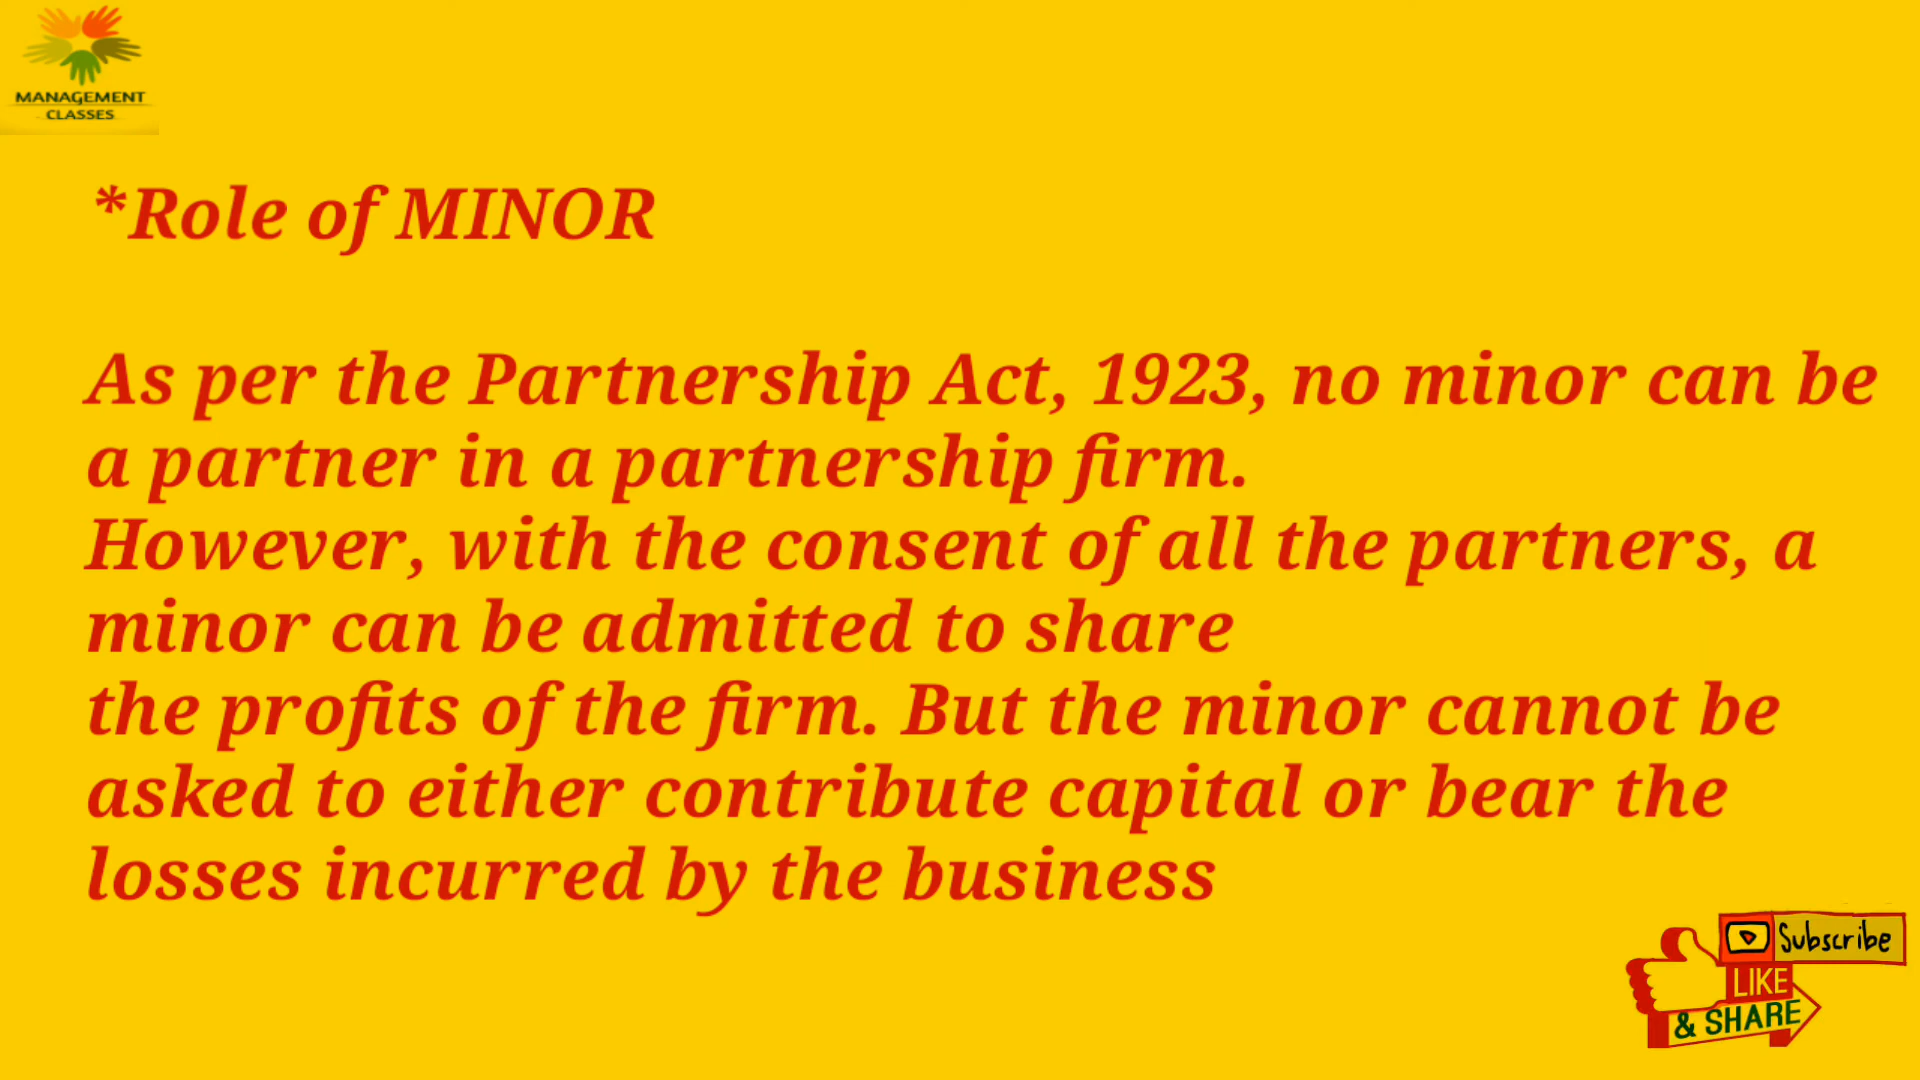 MANAGEMENT
CLASSES
*Role of MINOR
As per the Partnership Act, 1923, no minor can be
a partner in a partnership firm.
However, with the consent of all the partners, a
minor can be admitted to share
the profits of the firm. But the minor cannot be
asked to either contribute capital or bear the
losses incurred by the business
Subscribe
LIKE
& SHARE